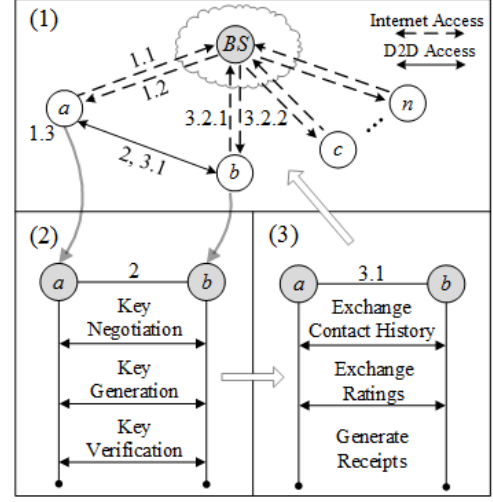 (1)
Internet Access
D2D Access
BS
1.1
1.2
a
1.3
n
3.2.1
3.2.2
2, 3.1
c
b
(2)
a
2
b
Key
Negotiation
Key
Generation
Key
Verification
(3)
a
3.1
b
Exchange
Contact History
Exchange
Ratings
Generate
Receipts